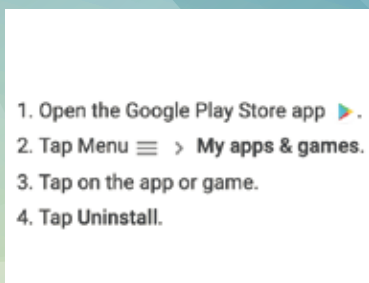 1. Open the Google Play Store app .
2. Tap Menu > My apps & games.
3. Tap on the app or game.
4. Tap Uninstall.